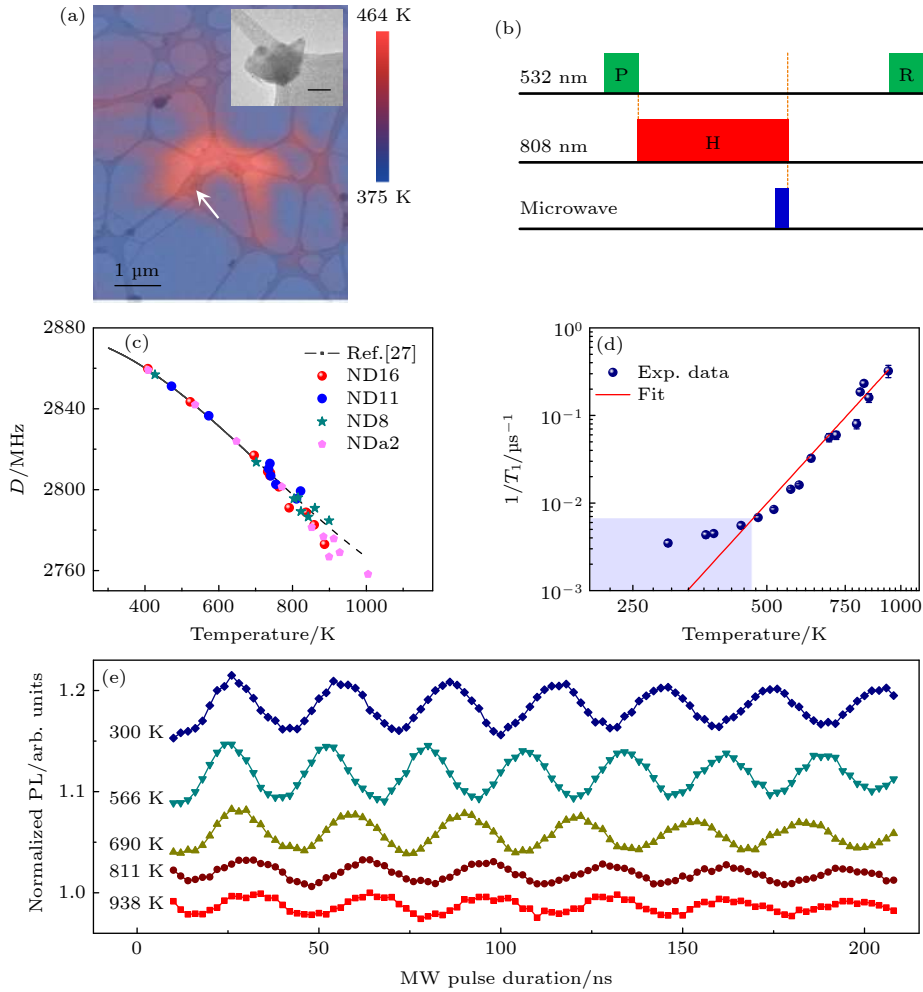 (a)
464 K
375 K
1 µm
(b)
532 nm
P
R
808 nm
H
Microwave
(c)
2880
2840
2800
2760
D/MHz
400
600
800
1000
Temperature/K
Ref.[27]
ND16
ND11
ND8
NDa2
(d)
10⁰
10⁻¹
10⁻²
10⁻³
1/T₁/µs⁻¹
Exp. data
Fit
250
500
750
1000
Temperature/K
(e)
1.2
1.1
1.0
Normalized PL/arb. units
300 K
566 K
690 K
811 K
938 K
0
50
100
150
200
MW pulse duration/ns